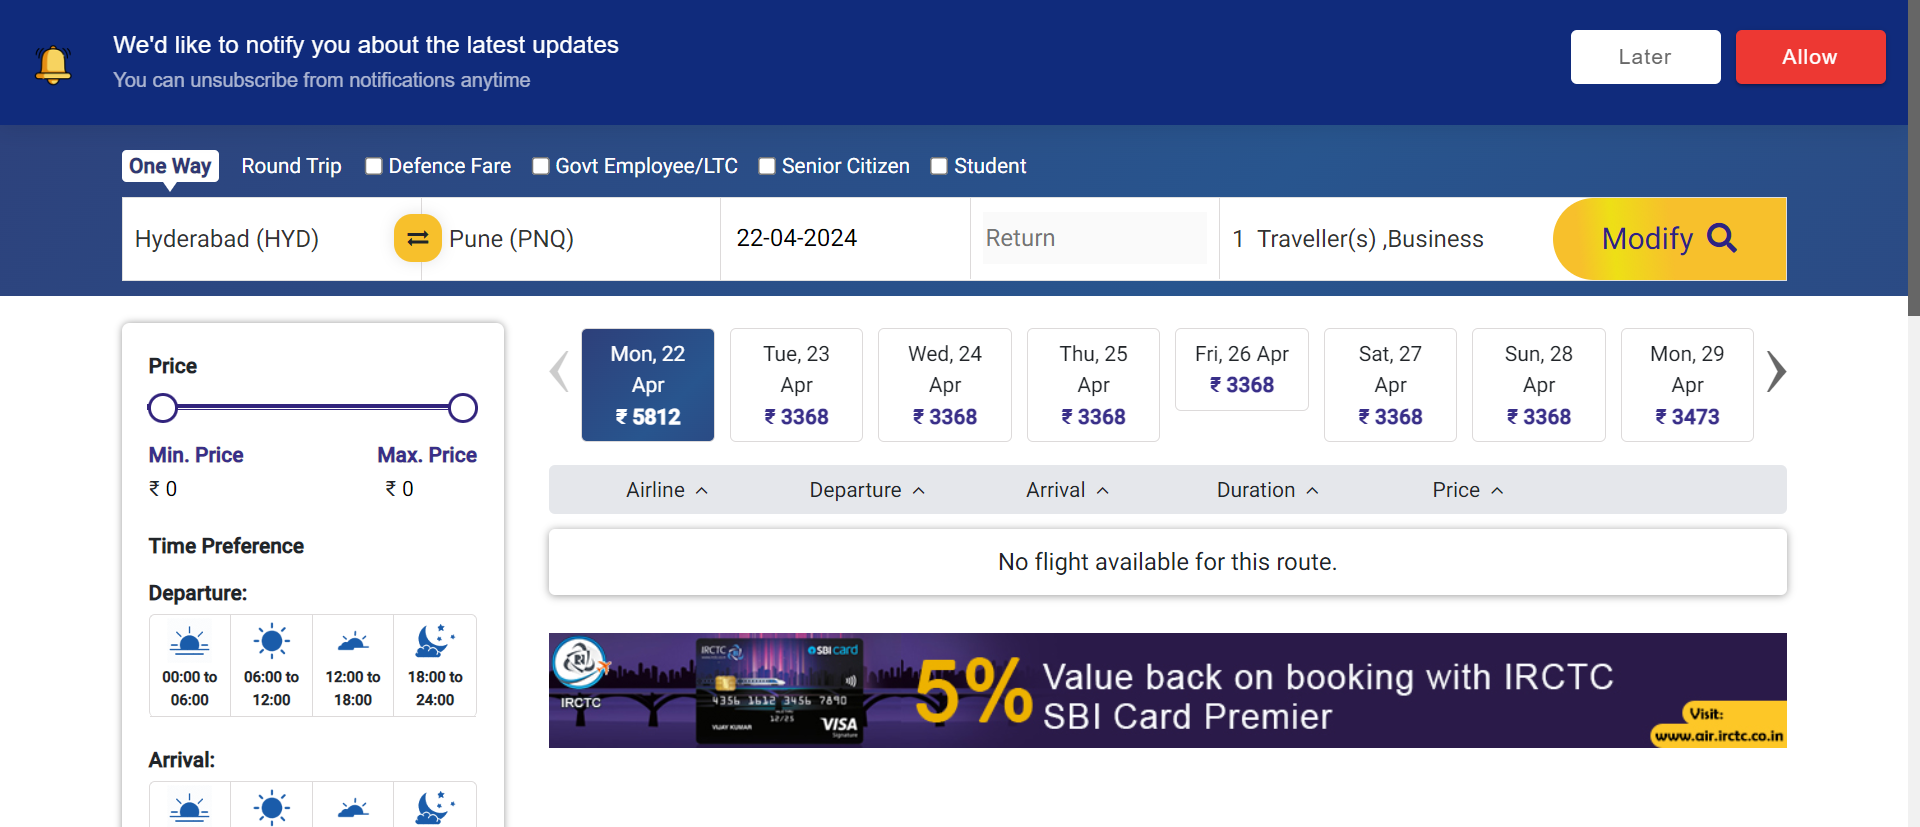 We'd like to notify you about the latest updates
You can unsubscribe from notifications anytime
Later
Allow
One Way Round Trip Defence Fare Govt Employee/LTC Senior Citizen Student
Hyderabad (HYD) Pune (PNQ) 22-04-2024 Return 1 Traveller(s) ,Business Modify
Price
Min. Price Max. Price
₹ 0 ₹ 0
Time Preference
Departure:
00:00 to 06:00 to 12:00 to 18:00 to
06:00 12:00 18:00 24:00
Arrival:
Mon, 22 Tue, 23 Wed, 24 Thu, 25 Fri, 26 Apr Sat, 27 Sun, 28 Mon, 29
Apr Apr Apr Apr ₹ 3368 Apr Apr Apr
₹ 5812 ₹ 3368 ₹ 3368 ₹ 3368 ₹ 3368 ₹ 3368 ₹ 3473
Airline Departure Arrival Duration Price
No flight available for this route.
IRCTC
IRCTC SBI card
4356 1612 3456 7890
12/25
VIJAY KUMAR VISA
Signature
5% Value back on booking with IRCTC
SBI Card Premier
Visit:
www.air.irctc.co.in